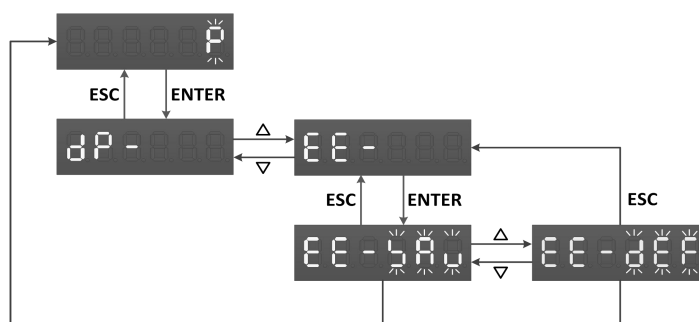 P
ESC ENTER
dP- △ EE-
▽
ESC ENTER ESC
EE-SAv △ EE-dEF
▽